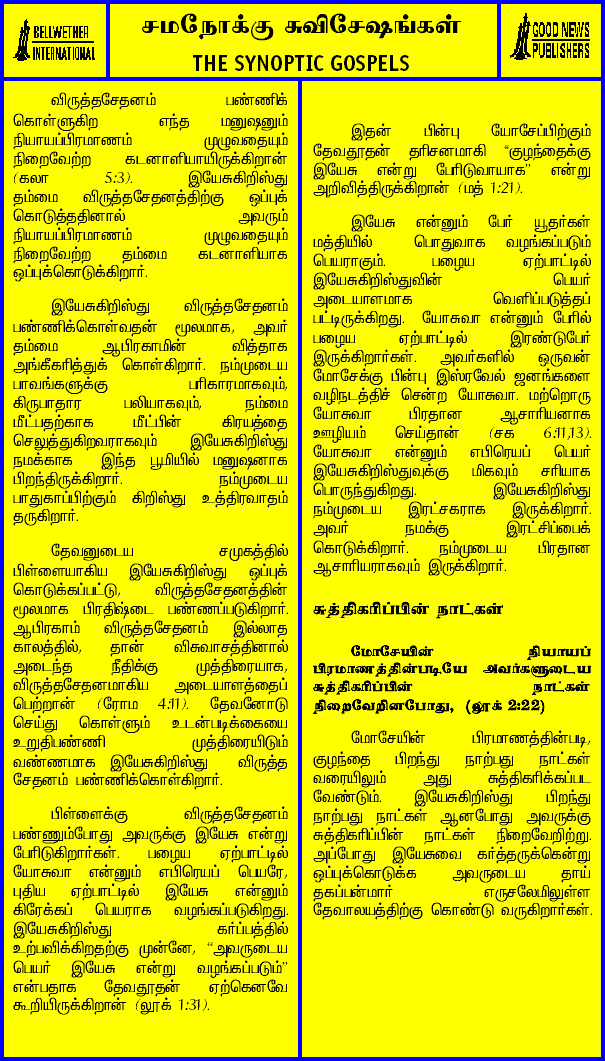 BELLWETHER
INTERNATIONAL
சமநோக்கு சுவிசேஷங்கள்
THE SYNOPTIC GOSPELS
GOOD NEWS
PUBLISHERS
விருத்தசேதனம் பண்ணிக்
கொள்ளுகிற எந்த மனுஷனும்
நியாயப்பிரமாணம் முழுவதையும்
நிறைவேற்ற கடனாளியாயிருக்கிறான்
(கலா 5:3). இயேசுகிறிஸ்து
தம்மை விருத்தசேதனத்திற்கு ஒப்புக்
கொடுத்ததினால் அவரும்
நியாயப்பிரமாணம் முழுவதையும்
நிறைவேற்ற தம்மை கடனாளியாக
ஒப்புக்கொடுக்கிறார்.
இயேசுகிறிஸ்து விருத்தசேதனம்
பண்ணிக்கொள்வதன் மூலமாக, அவர்
தம்மை ஆபிரகாமின் வித்தாக
அங்கீகரித்துக் கொள்கிறார். நம்முடைய
பாவங்களுக்கு பரிகாரமாகவும்,
கிருபாதார பலியாகவும், நம்மை
மீட்பதற்காக மீட்பின் கிரயத்தை
செலுத்துகிறவராகவும் இயேசுகிறிஸ்து
நமக்காக இந்த பூமியில் மனுஷனாக
பிறந்திருக்கிறார். நம்முடைய
பாதுகாப்பிற்கும் கிறிஸ்து உத்திரவாதம்
தருகிறார்.
தேவனுடைய சமுகத்தில்
பிள்ளையாகிய இயேசுகிறிஸ்து ஒப்புக்
கொடுக்கப்பட்டு, விருத்தசேதனத்தின்
மூலமாக பிரதிஷ்டை பண்ணப்படுகிறார்.
ஆபிரகாம் விருத்தசேதனம் இல்லாத
காலத்தில், தான் விசுவாசத்தினால்
அடைந்த நீதிக்கு முத்திரையாக,
விருத்தசேதனமாகிய அடையாளத்தைப்
பெற்றான் (ரோம 4:11). தேவனோடு
செய்து கொள்ளும் உடன்படிக்கையை
உறுதிபண்ணி முத்திரையிடும்
வண்ணமாக இயேசுகிறிஸ்து விருத்த
சேதனம் பண்ணிக்கொள்கிறார்.
பிள்ளைக்கு விருத்தசேதனம்
பண்ணும்போது அவருக்கு இயேசு என்று
பேரிடுகிறார்கள். பழைய ஏற்பாட்டில்
யோசுவா என்னும் எபிரெயப் பெயரே,
புதிய ஏற்பாட்டில் இயேசு என்னும்
கிரேக்கப் பெயராக வழங்கப்படுகிறது.
இயேசுகிறிஸ்து கர்ப்பத்தில்
உற்பவிக்கிறதற்கு முன்னே, “அவருடைய
பெயர் இயேசு என்று வழங்கப்படும்”
என்பதாக தேவதூதன் ஏற்கெனவே
கூறியிருக்கிறான் (லூக் 1:31).
இதன் பின்பு யோசேப்பிற்கும்
தேவதூதன் தரிசனமாகி “குழந்தைக்கு
இயேசு என்று பேரிடுவாயாக” என்று
அறிவித்திருக்கிறான் (மத் 1:21).
இயேசு என்னும் பேர் யூதர்கள்
மத்தியில் பொதுவாக வழங்கப்படும்
பெயராகும். பழைய ஏற்பாட்டில்
இயேசுகிறிஸ்துவின் பெயர்
அடையாளமாக வெளிப்படுத்தப்
பட்டிருக்கிறது. யோசுவா என்னும் பேரில்
பழைய ஏற்பாட்டில் இரண்டுபேர்
இருக்கிறார்கள். அவர்களில் ஒருவன்
மோசேக்கு பின்பு இஸ்ரவேல் ஜனங்களை
வழிநடத்திச் சென்ற யோசுவா. மற்றொரு
யோசுவா பிரதான ஆசாரியனாக
ஊழியம் செய்தான் (சக 6:11,13).
யோசுவா என்னும் எபிரெயப் பெயர்
இயேசுகிறிஸ்துவுக்கு மிகவும் சரியாக
பொருந்துகிறது. இயேசுகிறிஸ்து
நம்முடைய இரட்சகராக இருக்கிறார்.
அவர் நமக்கு இரட்சிப்பைக்
கொடுக்கிறார். நம்முடைய பிரதான
ஆசாரியராகவும் இருக்கிறார்.
சுத்திகரிப்பின் நாட்கள்
மோசேயின் நியாயப்
பிரமாணத்தின்படியே அவர்களுடைய
சுத்திகரிப்பின் நாட்கள்
நிறைவேறினபோது, (லூக் 2:22)
மோசேயின் பிரமாணத்தின்படி,
குழந்தை பிறந்து நாற்பது நாட்கள்
வரையிலும் அது சுத்திகரிக்கப்பட
வேண்டும். இயேசுகிறிஸ்து பிறந்து
நாற்பது நாட்கள் ஆனபோது அவருக்கு
சுத்திகரிப்பின் நாட்கள் நிறைவேறிற்று.
அப்போது இயேசுவை கர்த்தருக்கென்று
ஒப்புக்கொடுக்க அவருடைய தாய்
தகப்பன்மார் எருசலேமிலுள்ள
தேவாலயத்திற்கு கொண்டு வருகிறார்கள்.